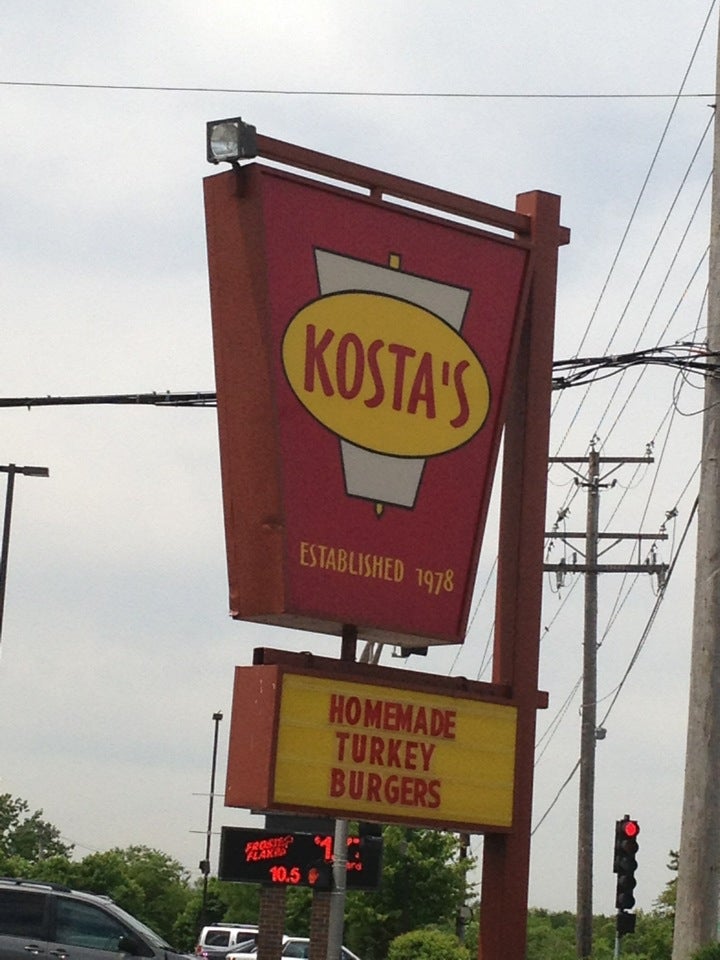 KOSTA'S
ESTABLISHED 1978
HOMEMADE
TURKEY
BURGERS
FROSTED
FLAKES
10.5